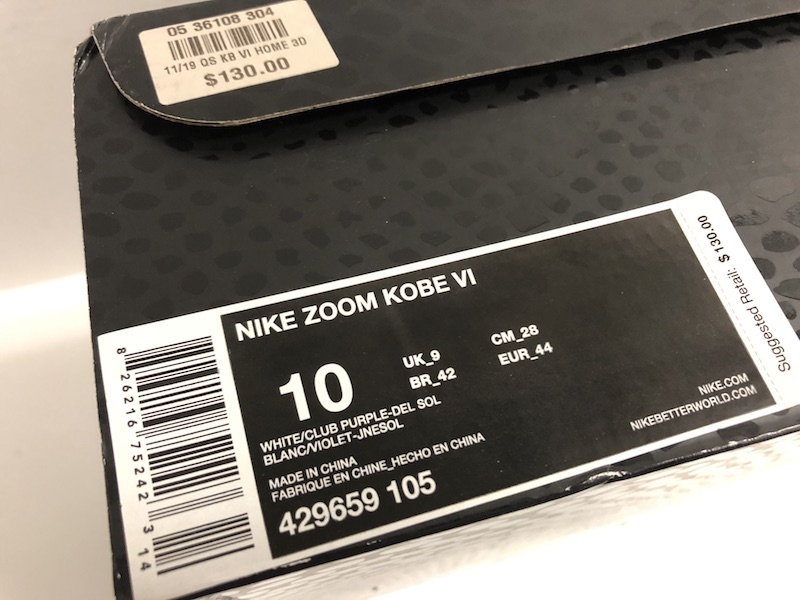 05 36108 304
11/19 QS KB VI HOME 3D
$130.00
NIKE ZOOM KOBE VI
10
UK_9
BR_42
CM_28
EUR_44
WHITE/CLUB PURPLE-DEL SOL
BLANC/VIOLET-JNESOL
MADE IN CHINA
FABRIQUE EN CHINE_HECHO EN CHINA
429659 105
NIKE.COM
NIKEBETTERWORLD.COM
Suggested Retail: $130.00
8 26216 75242 3 14